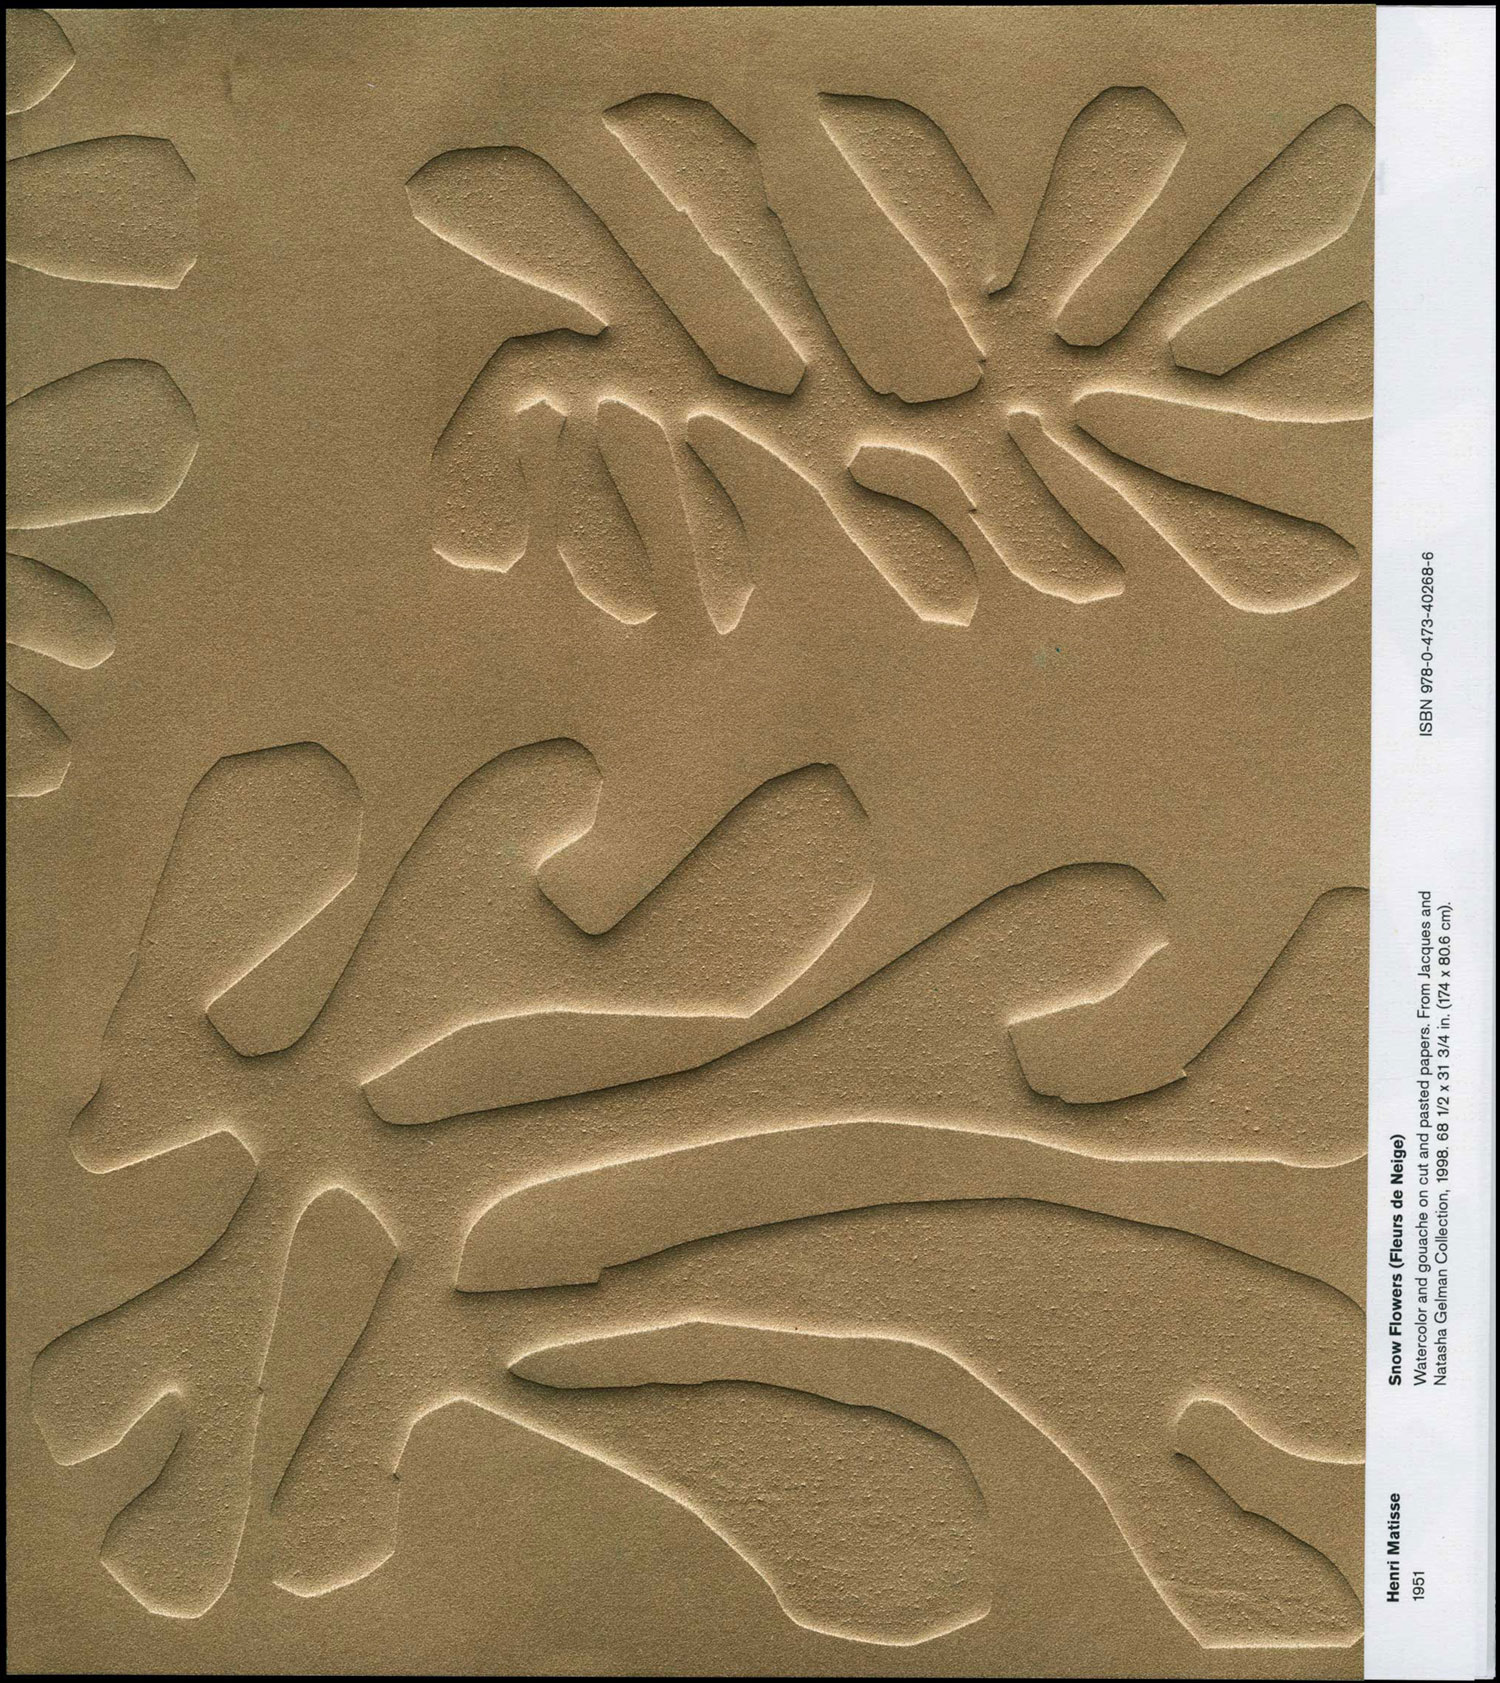 Henri Matisse
1951
Snow Flowers (Fleurs de Neige)
Watercolor and gouache on cut and pasted papers. From Jacques and
Natasha Gelman Collection, 1998. 68 1/2 x 31 3/4 in. (174 x 80.6 cm).
ISBN 978-0-473-40268-6